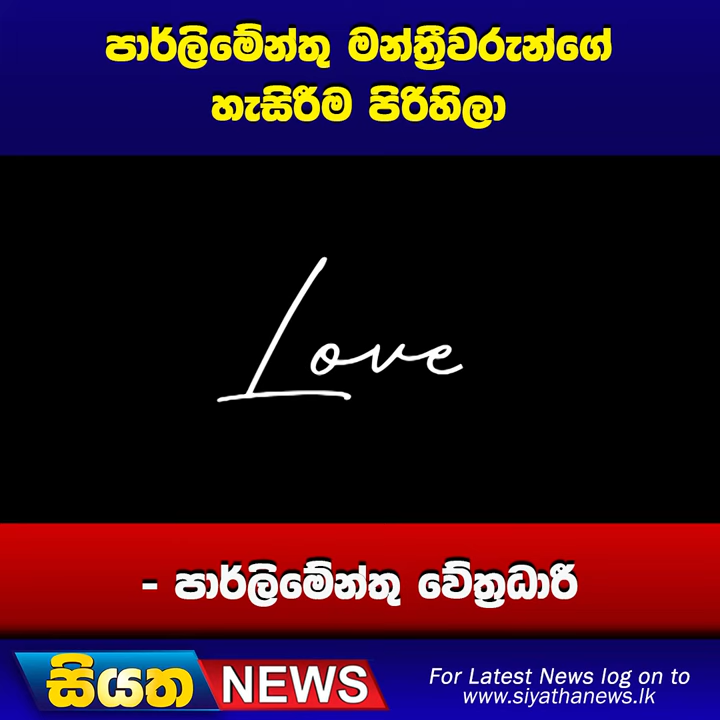 පාර්ලිමේන්තු මන්ත්‍රීවරුන්ගේ
හැසිරීම පිරිහිලා
Love
- පාර්ලිමේන්තු වේත්‍රධාරී
සියත NEWS
For Latest News log on to
www.siyathanews.lk